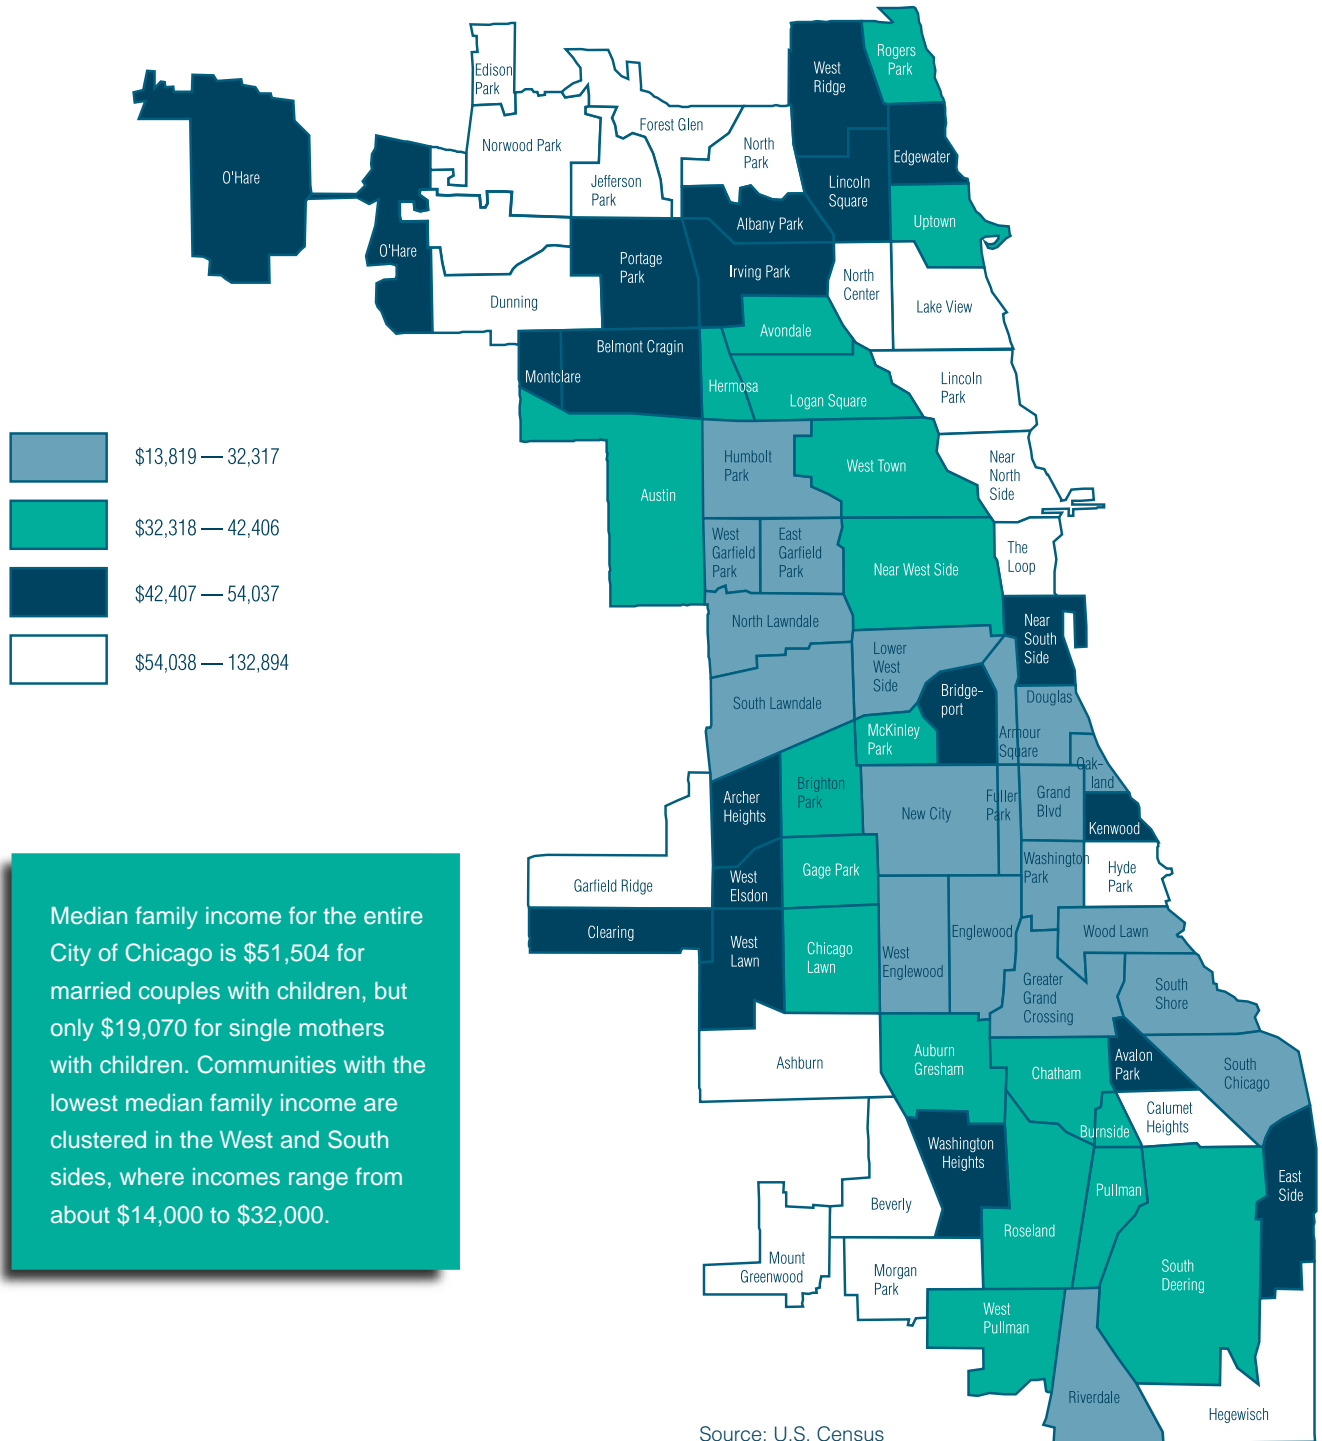 Edison
Park
Rogers
Park
West
Ridge
Forest Glen
Norwood Park
North
Park
Edgewater
O'Hare
Jefferson
Park
Lincoln
Square
Albany Park
Uptown
O'Hare
Portage
Park
Irving Park
North
Center
Dunning
Lake View
Avondale
Belmont Cragin
Montclare
Hermosa
Logan Square
Lincoln
Park
$13,819 — 32,317
Humbolt
Park
West Town
Near
North
Side
Austin
$32,318 — 42,406
West
Garfield
Park
East
Garfield
Park
Near West Side
The
Loop
$42,407 — 54,037
North Lawndale
Near
South
Side
$54,038 — 132,894
Lower
West
Side
South Lawndale
Bridge-
port
Douglas
McKinley
Park
Armour
Square
Oak-
land
Archer
Heights
Brighton
Park
New City
Fuller
Park
Grand
Blvd
Kenwood
Garfield Ridge
West
Elsdon
Gage Park
Washington
Park
Hyde
Park
Clearing
West
Lawn
Chicago
Lawn
West
Englewood
Englewood
Wood Lawn
Greater
Grand
Crossing
South
Shore
Ashburn
Auburn
Gresham
Chatham
Avalon
Park
South
Chicago
Calumet
Heights
Burnside
Washington
Heights
Beverly
Pullman
East
Side
Roseland
Mount
Greenwood
Morgan
Park
South
Deering
West
Pullman
Riverdale
Hegewisch
Median family income for the entire
City of Chicago is $51,504 for
married couples with children, but
only $19,070 for single mothers
with children. Communities with the
lowest median family income are
clustered in the West and South
sides, where incomes range from
about $14,000 to $32,000.
Source: U.S. Census